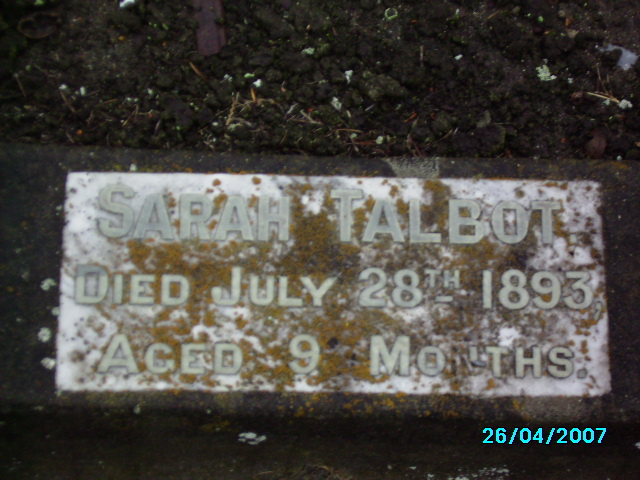 SARAH TALBOT
DIED JULY 28TH 1893,
AGED 9 MONTHS.
26/04/2007